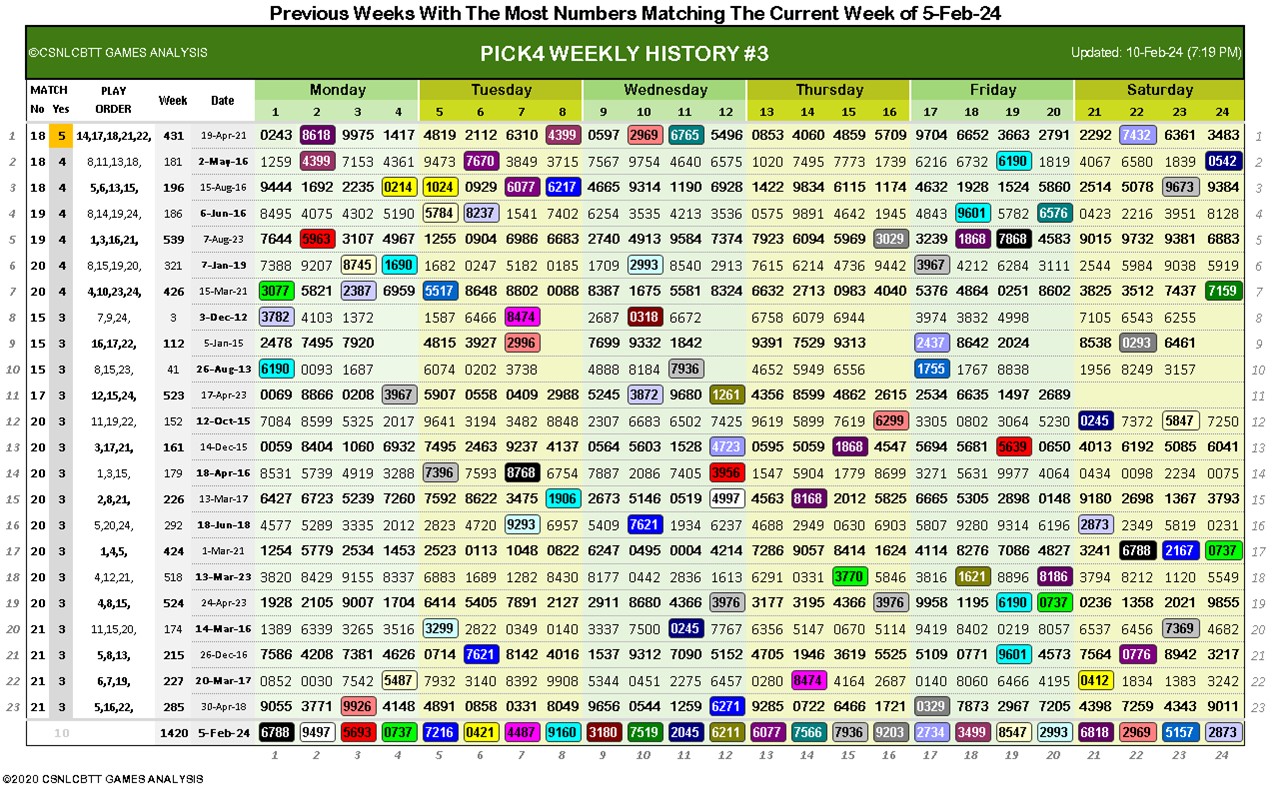 Previous Weeks With The Most Numbers Matching The Current Week of 5-Feb-24
©CSNLCBTT GAMES ANALYSIS PICK4 WEEKLY HISTORY #3 Updated: 10-Feb-24 (7:19 PM)
MATCH PLAY Week Date Monday Tuesday Wednesday Thursday Friday Saturday
No Yes ORDER 1 2 3 4 5 6 7 8 9 10 11 12 13 14 15 16 17 18 19 20 21 22 23 24
1 18 5 14,17,18,21,22, 431 19-Apr-21 0243 8618 9975 1417 4819 2112 6310 4399 0597 2969 6765 5496 0853 4060 4859 5709 9704 6652 3663 2791 2292 7432 6361 3483 1
2 18 4 8,11,13,18, 181 2-May-16 1259 4399 7153 4361 9473 7670 3849 3715 7567 9754 4640 6575 1020 7495 7773 1739 6216 6732 6190 1819 4067 6580 1839 0542 2
3 18 4 5,6,13,15, 196 15-Aug-16 9444 1692 2235 0214 1024 0929 6077 6217 4665 9314 1190 6928 1422 9834 6115 1174 4632 1928 1524 5860 2514 5078 9673 9384 3
4 19 4 8,14,19,24, 186 6-Jun-16 8495 4075 4302 5190 5784 8237 1541 7402 6254 3535 4213 3536 0575 9891 4642 1945 4843 9601 5782 6576 0423 2216 3951 8128 4
5 19 4 1,3,16,21, 539 7-Aug-23 7644 5963 3107 4967 1255 0904 6986 6683 2740 4913 9584 7374 7923 6094 5969 3029 3239 1868 7868 4583 9015 9732 9381 6883 5
6 20 4 8,15,19,20, 321 7-Jan-19 7388 9207 8745 1690 1682 0247 5182 0185 1709 2993 8540 2913 7615 6214 4736 9442 3967 4212 6284 3111 2544 5984 9038 5919 6
7 20 4 4,10,23,24, 426 15-Mar-21 3077 5821 2387 6959 5517 8648 8802 0088 8387 1675 5581 8324 6632 2713 0983 4040 5376 4864 0251 8602 3825 3512 7437 7159 7
8 15 3 7,9,24, 3 3-Dec-12 3782 4103 1372 1587 6466 8474 2687 0318 6672 6758 6079 6944 3974 3832 4998 7105 6543 6255 8
9 15 3 16,17,22, 112 5-Jan-15 2478 7495 7920 4815 3927 2996 7699 9332 1842 9391 7529 9313 2437 8642 2024 8538 0293 6461 9
10 15 3 8,15,23, 41 26-Aug-13 6190 0093 1687 6074 0202 3738 4888 8184 7936 4652 5949 6556 1755 1767 8838 1956 8249 3157 10
11 17 3 12,15,24, 523 17-Apr-23 0069 8866 0208 3967 5907 0558 0409 2988 5245 3872 9680 1261 4356 8599 4862 2615 2534 6635 1497 2689 11
12 20 3 11,19,22, 152 12-Oct-15 7084 8599 5325 2017 9641 3194 3482 8848 2307 6683 6502 7425 9619 5899 7619 6299 3305 0802 3064 5230 0245 7372 5847 7250 12
13 20 3 3,17,21, 161 14-Dec-15 0059 8404 1060 6932 7495 2463 9237 4137 0564 5603 1528 4723 0595 5059 1868 4547 5694 5681 5639 0650 4013 6192 5085 6041 13
14 20 3 1,3,15, 179 18-Apr-16 8531 5739 4919 3288 7396 7593 8768 6754 7887 2086 7405 3956 1547 5904 1779 8699 3271 5631 9977 4064 0434 0098 2234 0075 14
15 20 3 2,8,21, 226 13-Mar-17 6427 6723 5239 7260 7592 8622 3475 1906 2673 5146 0519 4997 4563 8168 2012 5825 6665 5305 2898 0148 9180 2698 1367 3793 15
16 20 3 5,20,24, 292 18-Jun-18 4577 5289 3335 2012 2823 4720 9293 6957 5409 7621 1934 6237 4688 2949 0630 6903 5807 9280 9314 6196 2873 2349 5819 0231 16
17 20 3 1,4,5, 424 1-Mar-21 1254 5779 2534 1453 2523 0113 1048 0822 6247 0495 0004 4214 7286 9057 8414 1624 4114 8276 7086 4827 3241 6788 2167 0737 17
18 20 3 4,12,21, 518 13-Mar-23 3820 8429 9155 8337 6883 1689 1282 8430 8177 0442 2836 1613 6291 0331 3770 5846 3816 1621 8896 8186 3794 8212 1120 5549 18
19 20 3 4,8,15, 524 24-Apr-23 1928 2105 9007 1704 6414 5405 7891 2127 2911 8680 4366 3976 3177 3195 4366 3976 9958 1195 6190 0737 0236 1358 2021 9855 19
20 21 3 11,15,20, 174 14-Mar-16 1389 6339 3265 3516 3299 2822 0349 0140 3337 7500 0245 7767 6356 5147 0670 5114 9419 8402 0219 8057 6537 6456 7369 4682 20
21 21 3 5,8,13, 215 26-Dec-16 7586 4208 7381 4626 0714 7621 8142 4016 1537 9312 7090 5152 4705 1946 3619 5525 5109 0071 9601 4573 7564 0776 8942 3217 21
22 21 3 6,7,19, 227 20-Mar-17 0852 0030 7542 5487 7932 3140 8392 9908 5344 0451 2275 6457 0280 8474 4164 2687 0140 8060 6466 4195 0412 1834 1383 3242 22
23 21 3 5,16,22, 285 30-Apr-18 9055 3771 9926 4148 4891 0858 0331 8049 9656 0544 1259 6271 9285 0722 6466 1721 0329 7873 2967 7205 4398 7259 4343 9011 23
10 1420 5-Feb-24 6788 9497 5693 0737 7216 0421 4487 9160 3180 7519 2045 6211 6077 7566 7936 9203 2734 3499 8547 2993 6818 2969 5157 2873
1 2 3 4 5 6 7 8 9 10 11 12 13 14 15 16 17 18 19 20 21 22 23 24
©2020 CSNLCBTT GAMES ANALYSIS